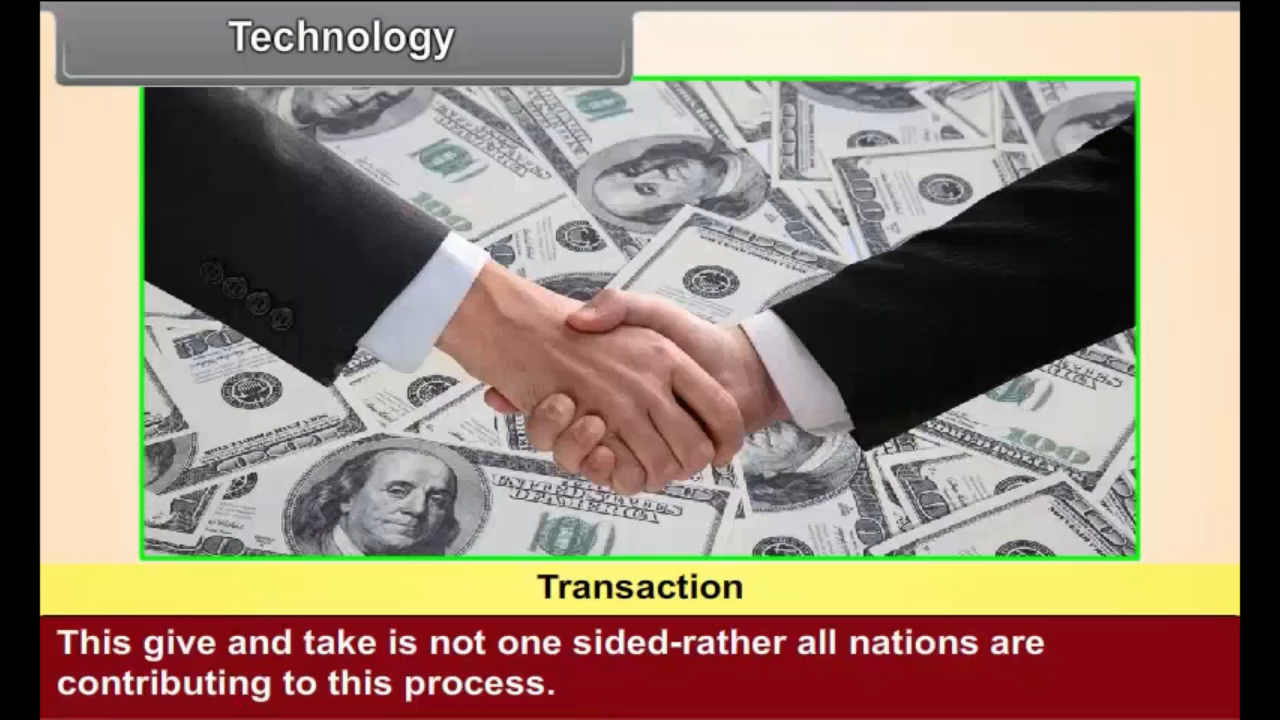 Technology
Transaction
This give and take is not one sided-rather all nations are
contributing to this process.